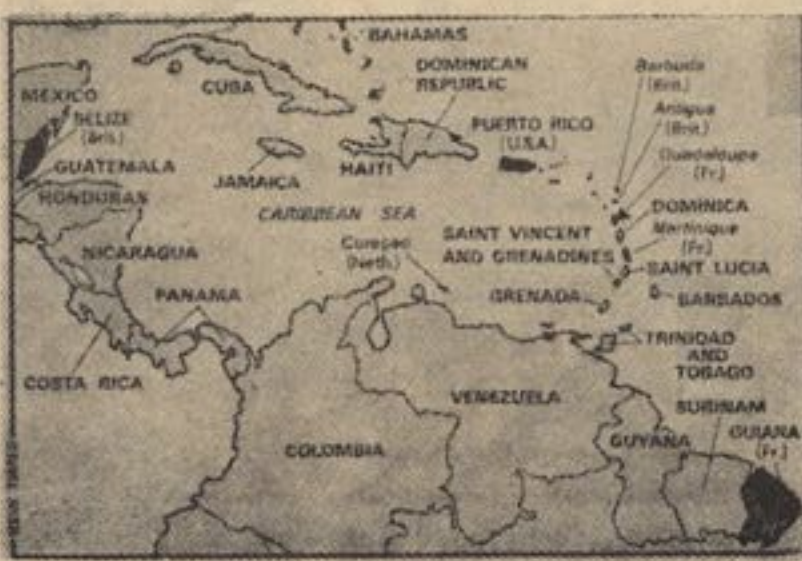 BAHAMAS
CUBA
DOMINICAN
REPUBLIC
Barbuda
(Brit.)
MEXICO
BELIZE
(Brit.)
Antigua
(Brit.)
PUERTO RICO
(U.S.A.)
Guadeloupe
(Fr.)
GUATEMALA
HONDURAS
JAMAICA
HAITI
DOMINICA
CARIBBEAN SEA
Martinique
(Fr.)
NICARAGUA
Curaçao
(Neth.)
SAINT VINCENT
AND GRENADINES
SAINT LUCIA
PANAMA
GRENADA
BARBADOS
TRINIDAD
AND
TOBAGO
COSTA RICA
VENEZUELA
SURINAM
COLOMBIA
GUYANA
GUIANA
(Fr.)